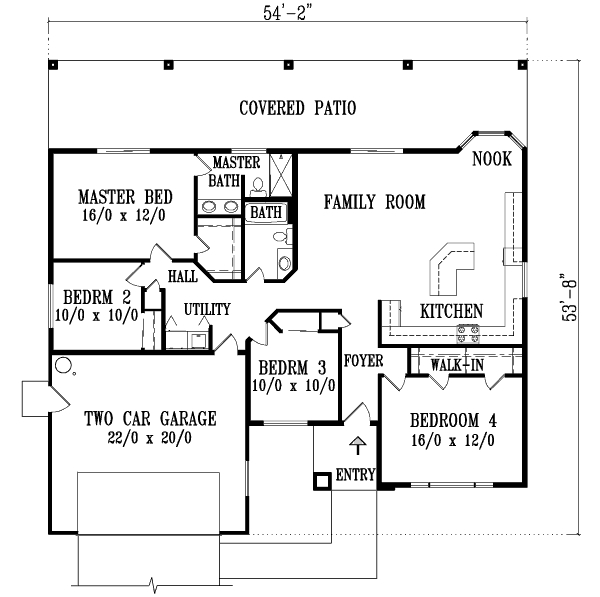 54'-2"
COVERED PATIO
MASTER
BATH
NOOK
MASTER BED
16/0 x 12/0
BATH
FAMILY ROOM
HALL
BEDRM 2
10/0 x 10/0
UTILITY
KITCHEN
53'-8"
BEDRM 3
10/0 x 10/0
FOYER
WALK-IN
TWO CAR GARAGE
22/0 x 20/0
BEDROOM 4
16/0 x 12/0
ENTRY